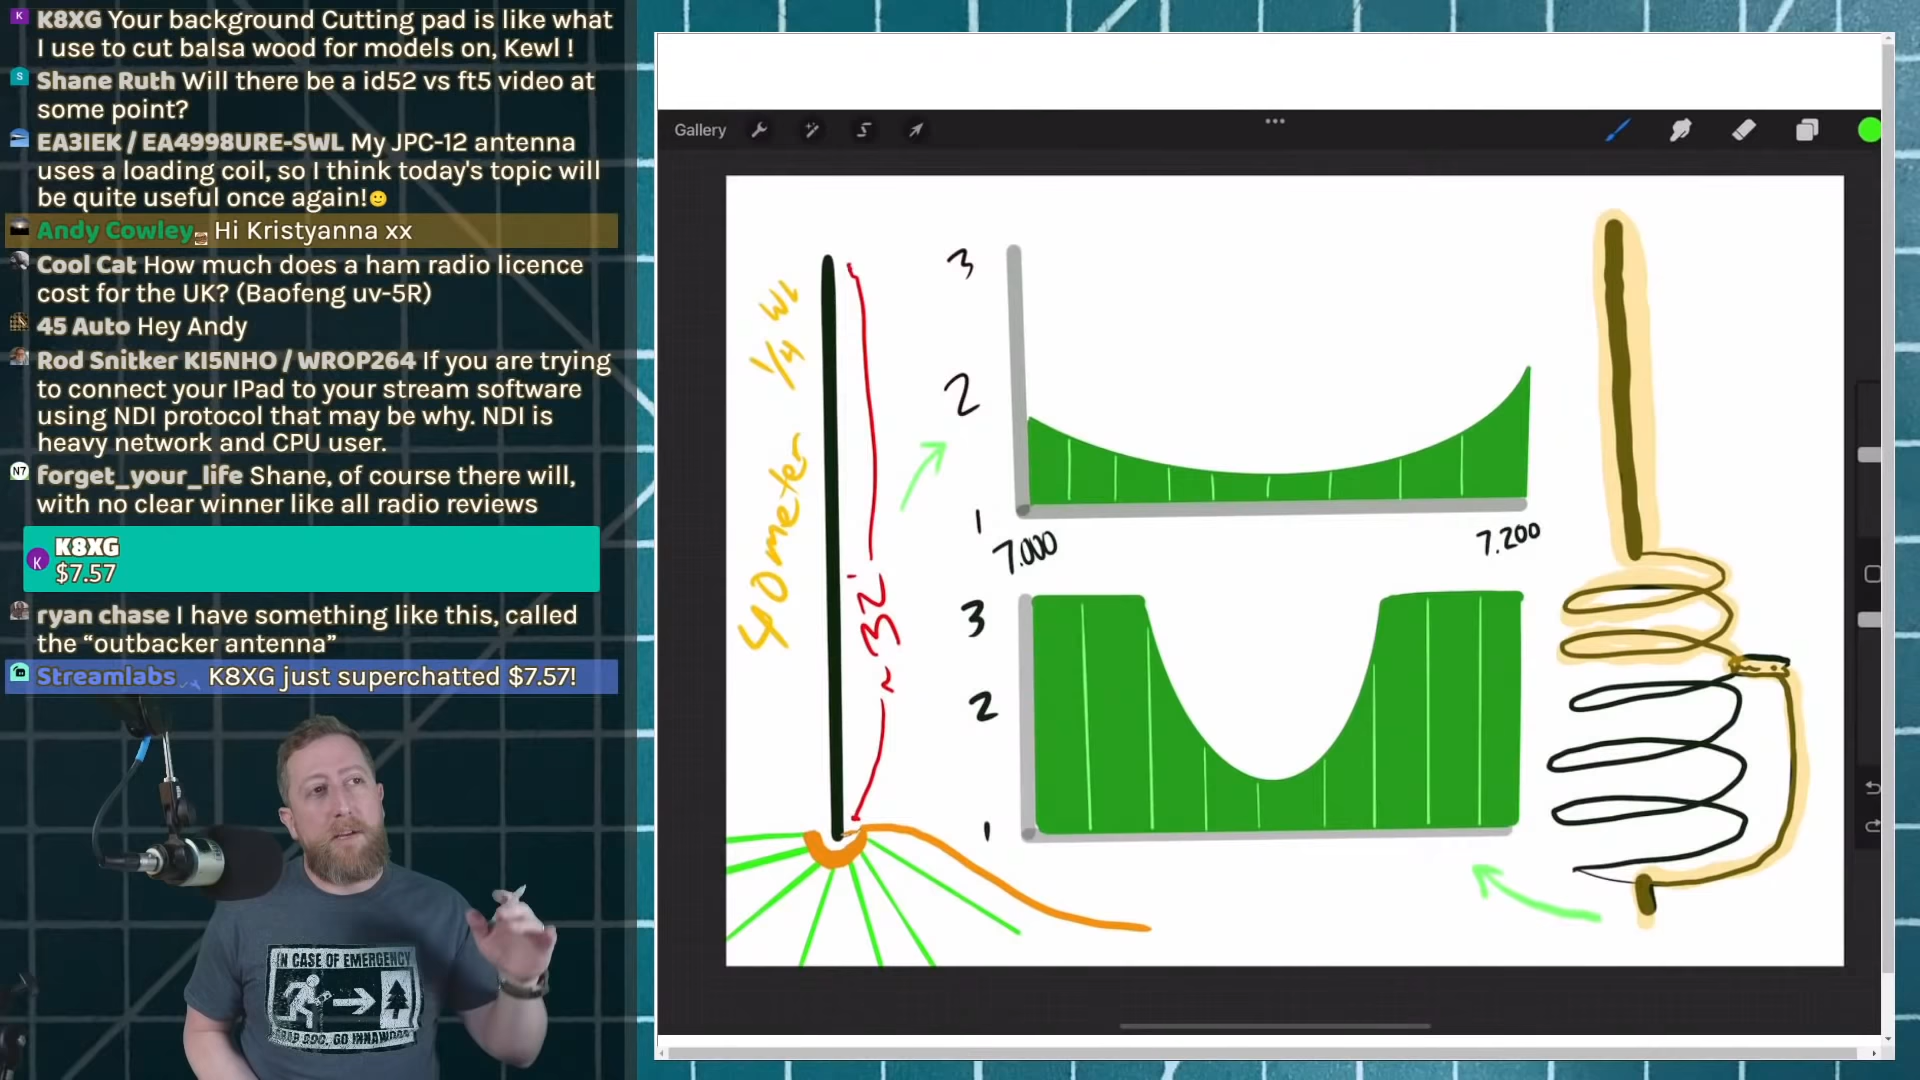 K8XG Your background Cutting pad is like what
I use to cut balsa wood for models on, Kewl !
Shane Ruth Will there be a id52 vs ft5 video at
some point?
EA3IEK / EA4998URE-SWL My JPC-12 antenna
uses a loading coil, so I think today's topic will
be quite useful once again!
Andy Cowley Hi Kristyanna xx
Cool Cat How much does a ham radio licence
cost for the UK? (Baofeng uv-5R)
45 Auto Hey Andy
Rod Snitker KI5NHO / WROP264 If you are trying
to connect your IPad to your stream software
using NDI protocol that may be why. NDI is
heavy network and CPU user.
forget_your_life Shane, of course there will,
with no clear winner like all radio reviews
K8XG
$7.57
ryan chase I have something like this, called
the “outbacker antenna”
Streamlabs K8XG just superchatted $7.57!
IN CASE OF EMERGENCY
Gallery
40meter 1/4 WL
~32'
3
2
1
7.000
7.200
3
2
1